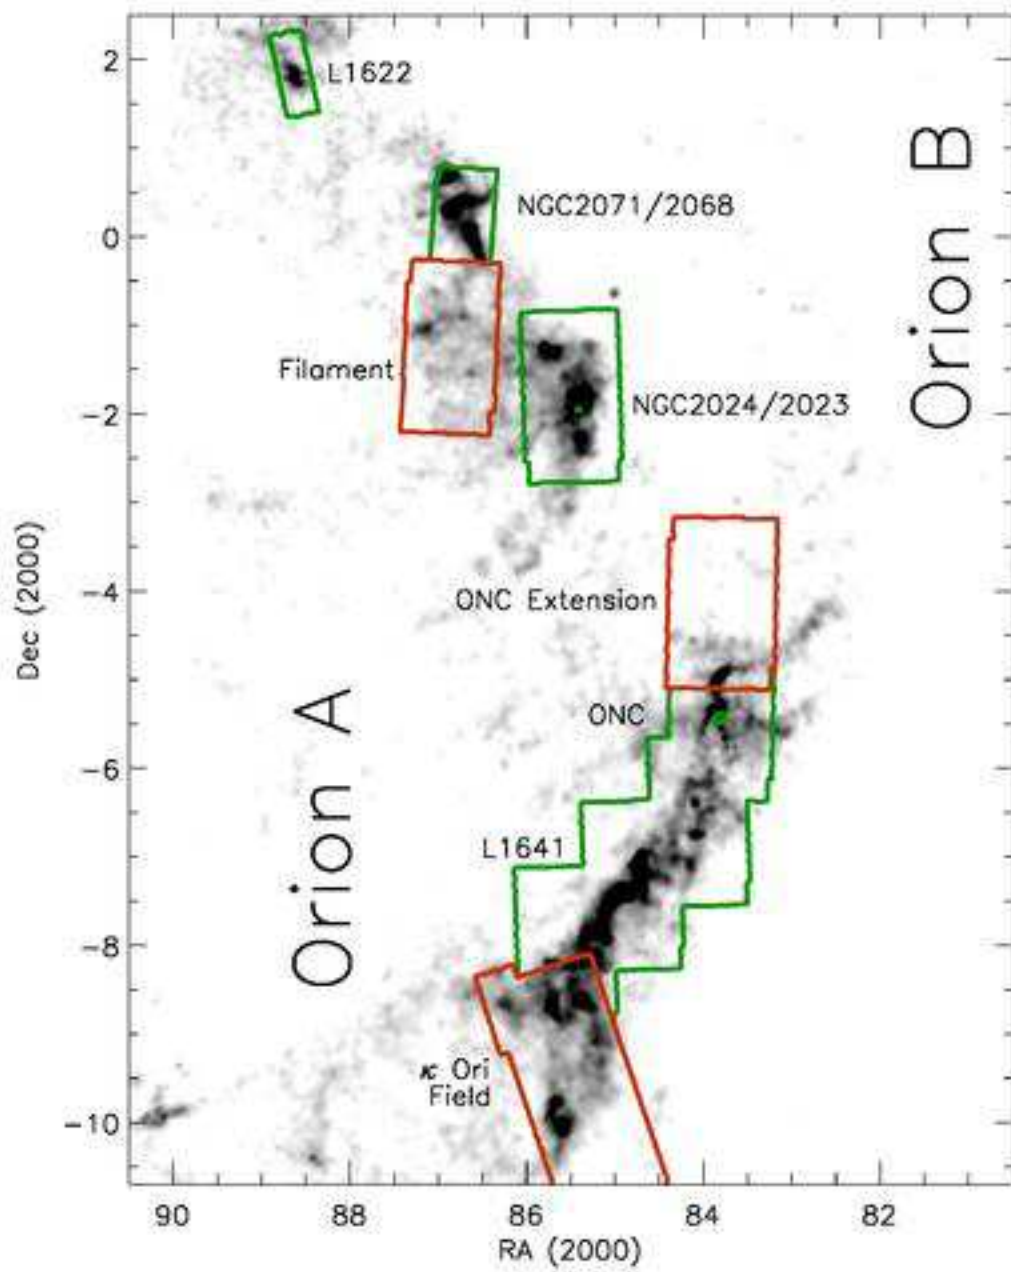 2
L1622
Orion B
NGC2071/2068
0
Filament
NGC2024/2023
−2
Dec (2000)
−4
ONC Extension
Orion A
ONC
−6
L1641
−8
κ Ori
Field
−10
90
88
86
84
82
RA (2000)